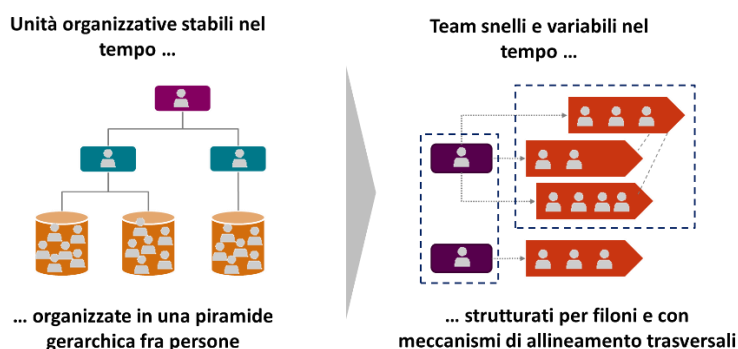 Unità organizzative stabili nel
tempo ...
Team snelli e variabili nel
tempo ...
... organizzate in una piramide
gerarchica fra persone
... strutturati per filoni e con
meccanismi di allineamento trasversali